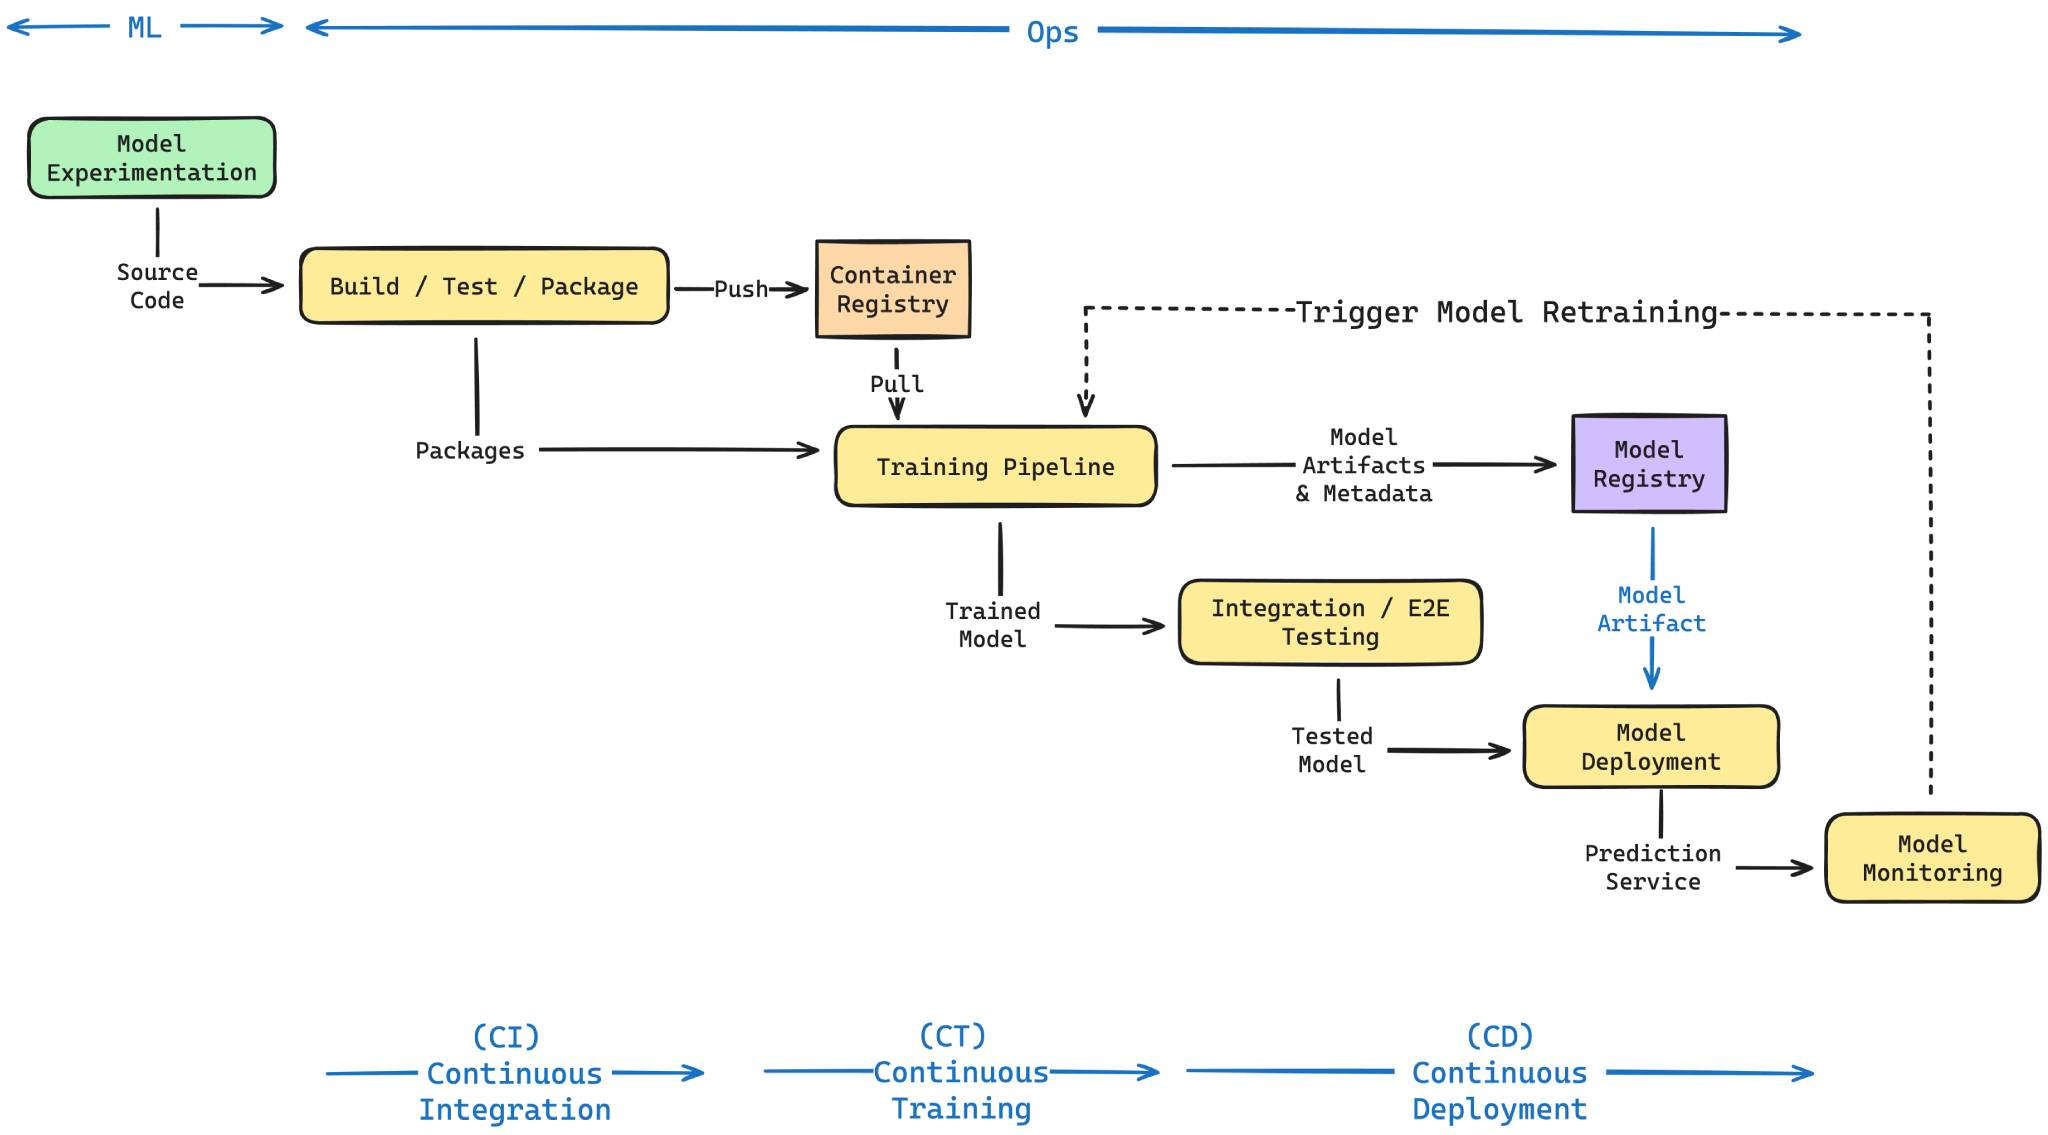 ML
Ops
Model
Experimentation
Source
Code
Build / Test / Package
Push
Container
Registry
Pull
Trigger Model Retraining
Packages
Training Pipeline
Model
Artifacts
& Metadata
Model
Registry
Trained
Model
Integration / E2E
Testing
Model
Artifact
Tested
Model
Model
Deployment
Prediction
Service
Model
Monitoring
(CI)
Continuous
Integration
(CT)
Continuous
Training
(CD)
Continuous
Deployment